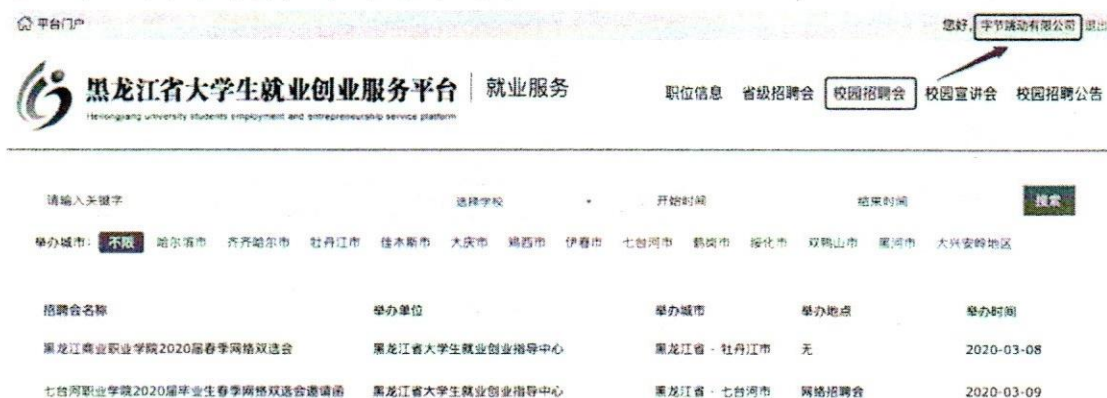 平台门户
您好，字节跳动有限公司 退出
黑龙江省大学生就业创业服务平台 就业服务
Heilongjiang university students employment and entrepreneurship service platform
职位信息 省级招聘会 校园招聘会 校园宣讲会 校园招聘公告
请输入关键字 选择学校 开始时间 结束时间 搜索
举办城市： 不限 哈尔滨市 齐齐哈尔市 牡丹江市 佳木斯市 大庆市 鸡西市 伊春市 七台河市 鹤岗市 绥化市 双鸭山市 黑河市 大兴安岭地区
招聘会名称 举办单位 举办城市 举办地点 举办时间
黑龙江商业职业学院2020届春季网络双选会 黑龙江省大学生就业创业指导中心 黑龙江省 - 牡丹江市 无 2020-03-08
七台河职业学院2020届毕业生春季网络双选会邀请函 黑龙江省大学生就业创业指导中心 黑龙江省 - 七台河市 网络招聘会 2020-03-09